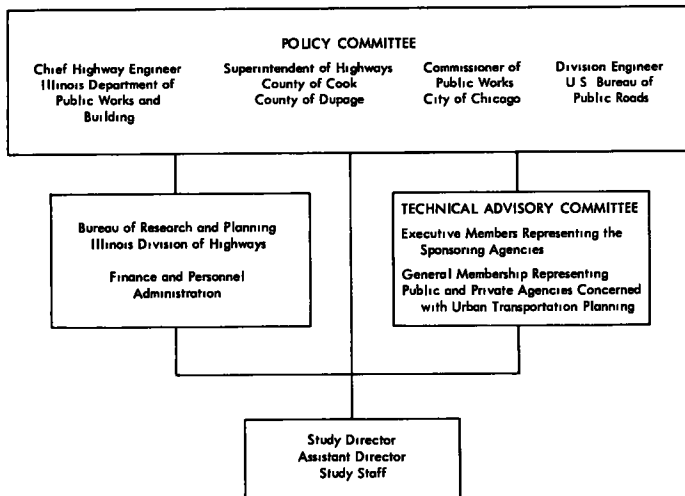 POLICY COMMITTEE
Chief Highway Engineer
Illinois Department of
Public Works and
Building
Superintendent of Highways
County of Cook
County of Dupage
Commissioner of
Public Works
City of Chicago
Division Engineer
U S Bureau of
Public Roads
Bureau of Research and Planning
Illinois Division of Highways
Finance and Personnel
Administration
TECHNICAL ADVISORY COMMITTEE
Executive Members Representing the
Sponsoring Agencies
General Membership Representing
Public and Private Agencies Concerned
with Urban Transportation Planning
Study Director
Assistant Director
Study Staff